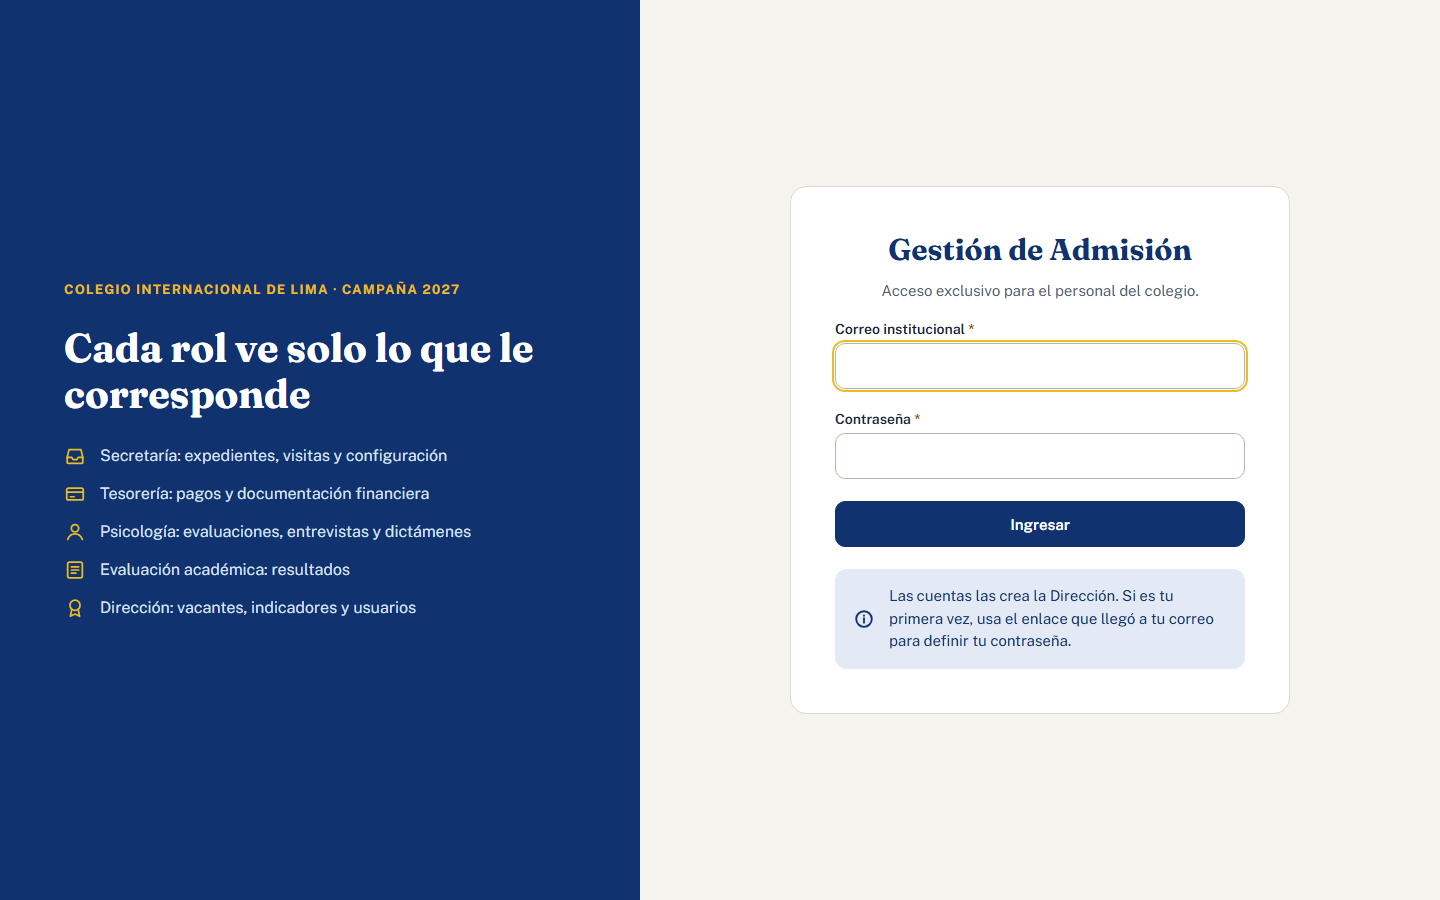 COLEGIO INTERNACIONAL DE LIMA · CAMPAÑA 2027
Cada rol ve solo lo que le
corresponde
Secretaría: expedientes, visitas y configuración
Tesorería: pagos y documentación financiera
Psicología: evaluaciones, entrevistas y dictámenes
Evaluación académica: resultados
Dirección: vacantes, indicadores y usuarios
Gestión de Admisión
Acceso exclusivo para el personal del colegio.
Correo institucional *
Contraseña *
Ingresar
Las cuentas las crea la Dirección. Si es tu
primera vez, usa el enlace que llegó a tu correo
para definir tu contraseña.